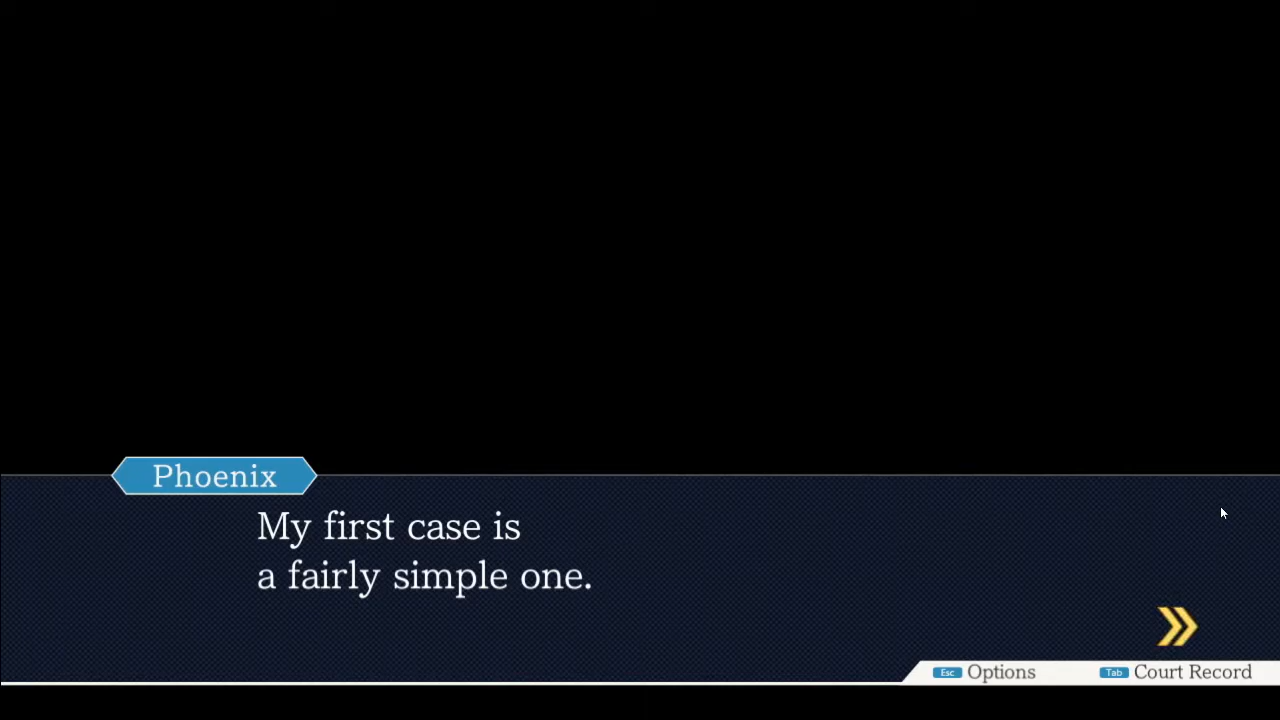 Phoenix
My first case is
a fairly simple one.
Esc Options Tab Court Record